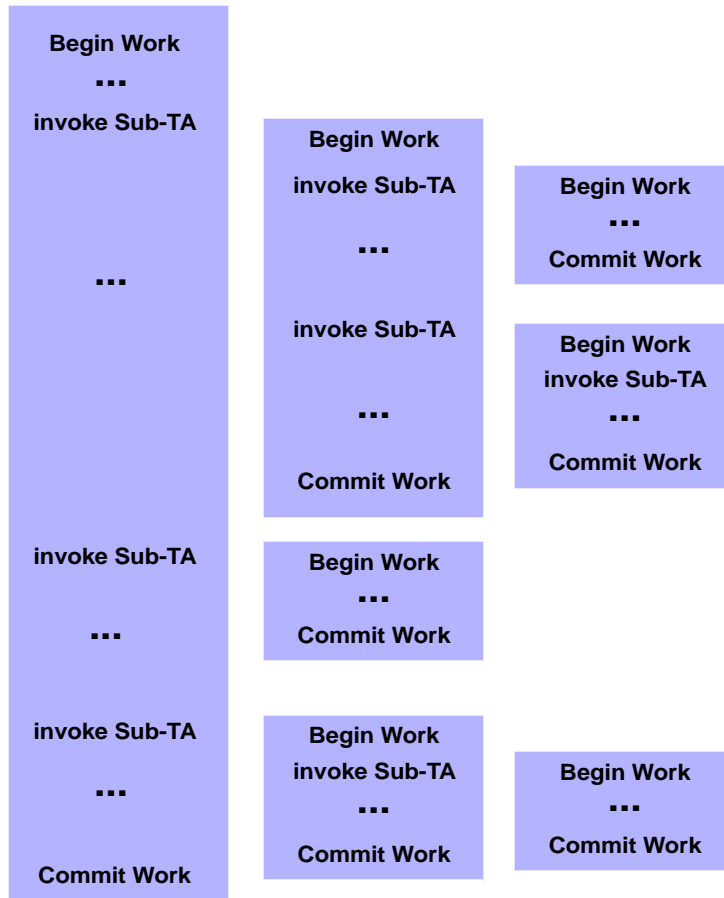 Begin Work
...
invoke Sub-TA
...
invoke Sub-TA
...
invoke Sub-TA
...
Commit Work
Begin Work
invoke Sub-TA
...
invoke Sub-TA
...
Commit Work
Begin Work
...
Commit Work
Begin Work
invoke Sub-TA
...
Commit Work
Begin Work
...
Commit Work
Begin Work
invoke Sub-TA
...
Commit Work
Begin Work
...
Commit Work